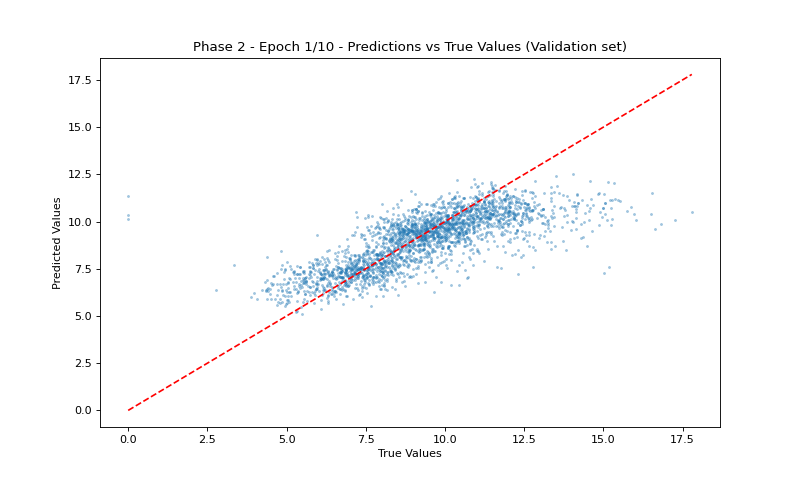 Phase 2 - Epoch 1/10 - Predictions vs True Values (Validation set)
Predicted Values
17.5
15.0
12.5
10.0
7.5
5.0
2.5
0.0
0.0 2.5 5.0 7.5 10.0 12.5 15.0 17.5
True Values